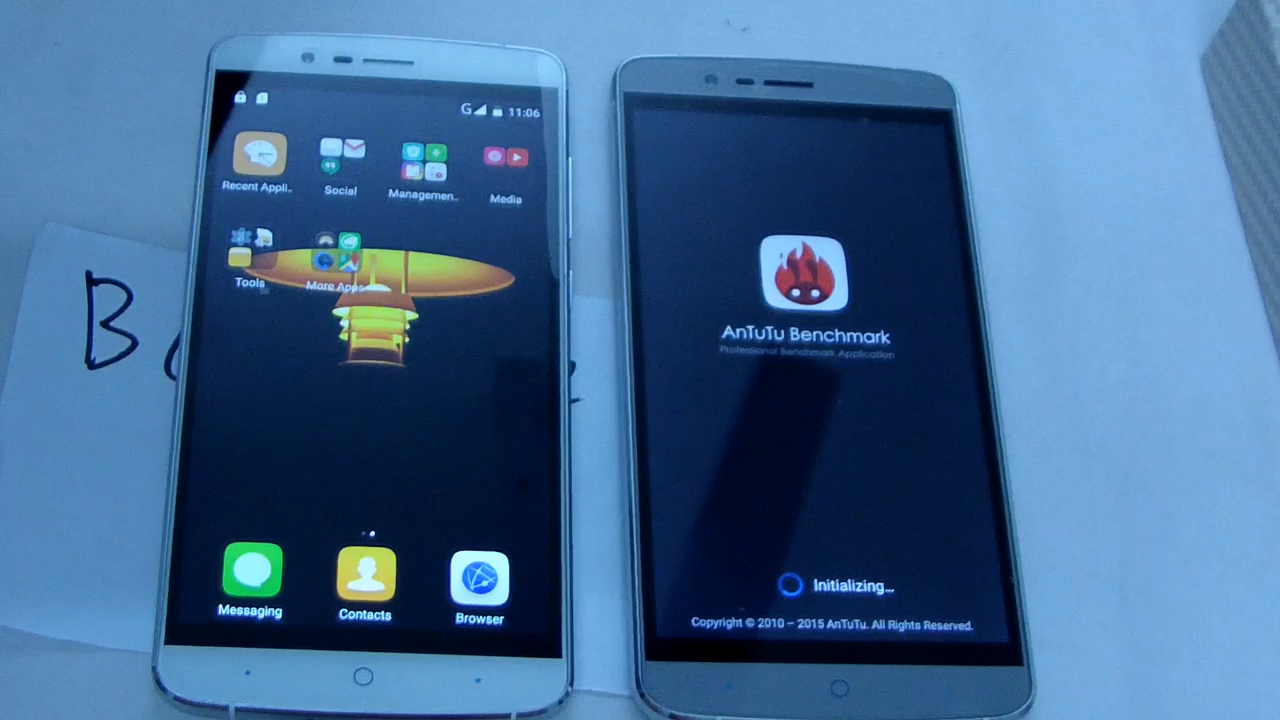 B
G
11:06
Recent Appli..
Social
Managemen..
Media
Tools
More Apps
Messaging
Contacts
Browser
AnTuTu Benchmark
Professional Benchmark Application
Initializing...
Copyright © 2010 – 2015 AnTuTu. All Rights Reserved.